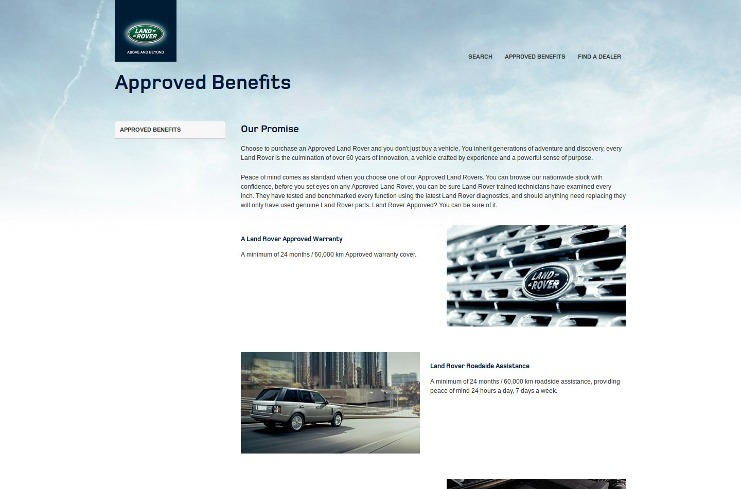 LAND
ROVER
ABOVE AND BEYOND
SEARCH APPROVED BENEFITS FIND A DEALER
Approved Benefits
APPROVED BENEFITS
Our Promise
Choose to purchase an Approved Land Rover and you don't just buy a vehicle. You inherit generations of adventure and discovery, every
Land Rover is the culmination of over 60 years of innovation, a vehicle crafted by experience and a powerful sense of purpose.
Peace of mind comes as standard when you choose one of our Approved Land Rovers. You can browse our nationwide stock with
confidence, before you set eyes on any Approved Land Rover, you can be sure Land Rover trained technicians have examined every
inch. They have tested and benchmarked every function using the latest Land Rover diagnostics, and should anything need replacing they
will only have used genuine Land Rover parts. Land Rover Approved? You can be sure of it.
A Land Rover Approved Warranty
A minimum of 24 months / 60,000 km Approved warranty cover.
LAND
ROVER
Land Rover Roadside Assistance
A minimum of 24 months / 60,000 km roadside assistance, providing
peace of mind 24 hours a day, 7 days a week.